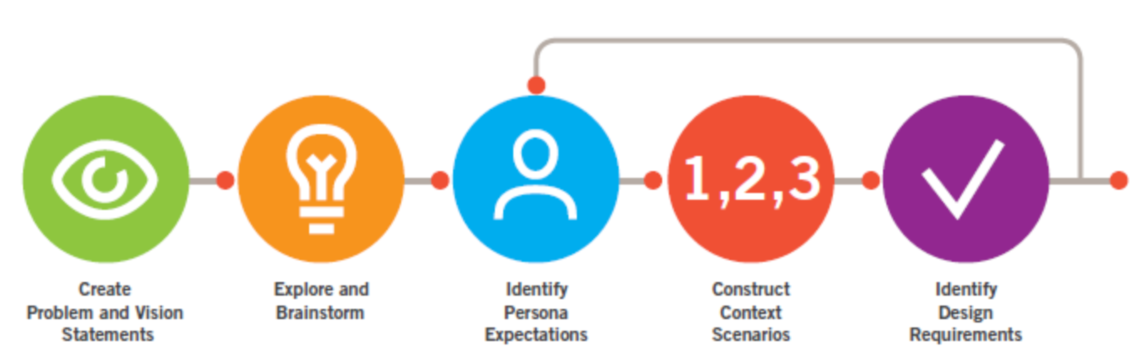 1,2,3
Create
Problem and Vision
Statements
Explore and
Brainstorm
Identify
Persona
Expectations
Construct
Context
Scenarios
Identify
Design
Requirements